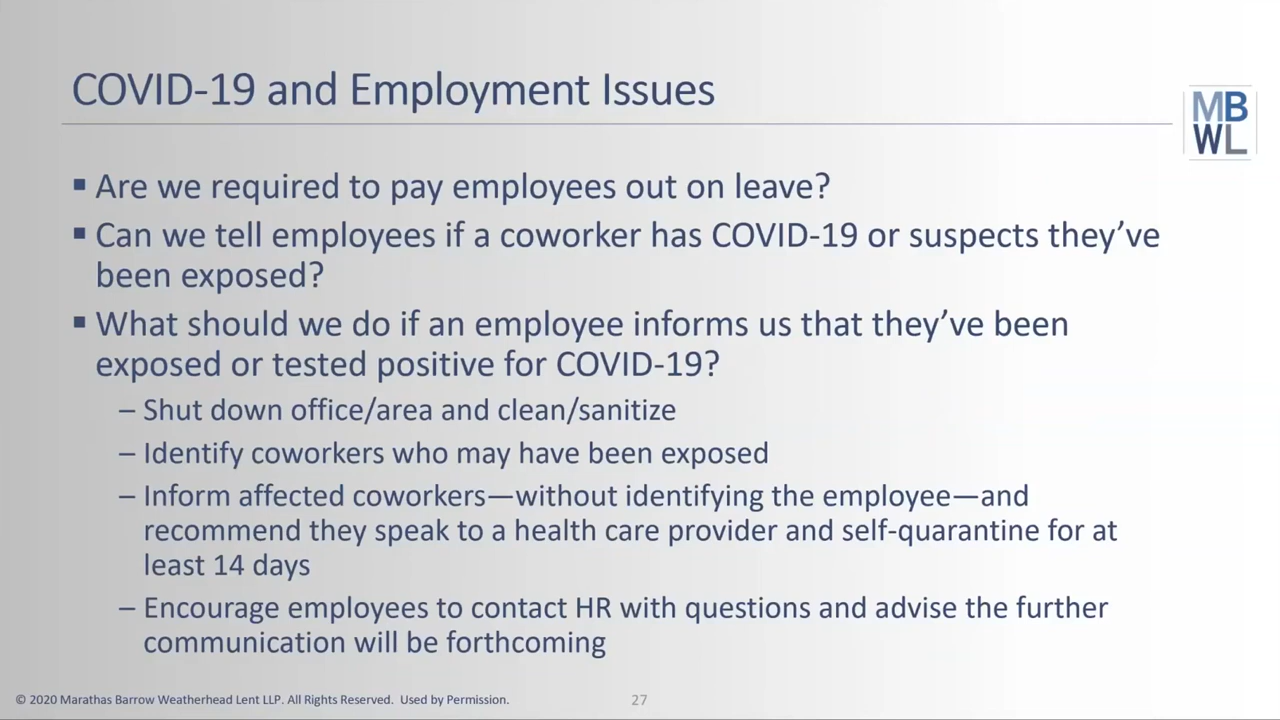 COVID-19 and Employment Issues
MB
WL
▪ Are we required to pay employees out on leave?
▪ Can we tell employees if a coworker has COVID-19 or suspects they’ve
been exposed?
▪ What should we do if an employee informs us that they’ve been
exposed or tested positive for COVID-19?
– Shut down office/area and clean/sanitize
– Identify coworkers who may have been exposed
– Inform affected coworkers—without identifying the employee—and
recommend they speak to a health care provider and self-quarantine for at
least 14 days
– Encourage employees to contact HR with questions and advise the further
communication will be forthcoming
© 2020 Marathas Barrow Weatherhead Lent LLP. All Rights Reserved. Used by Permission.
27